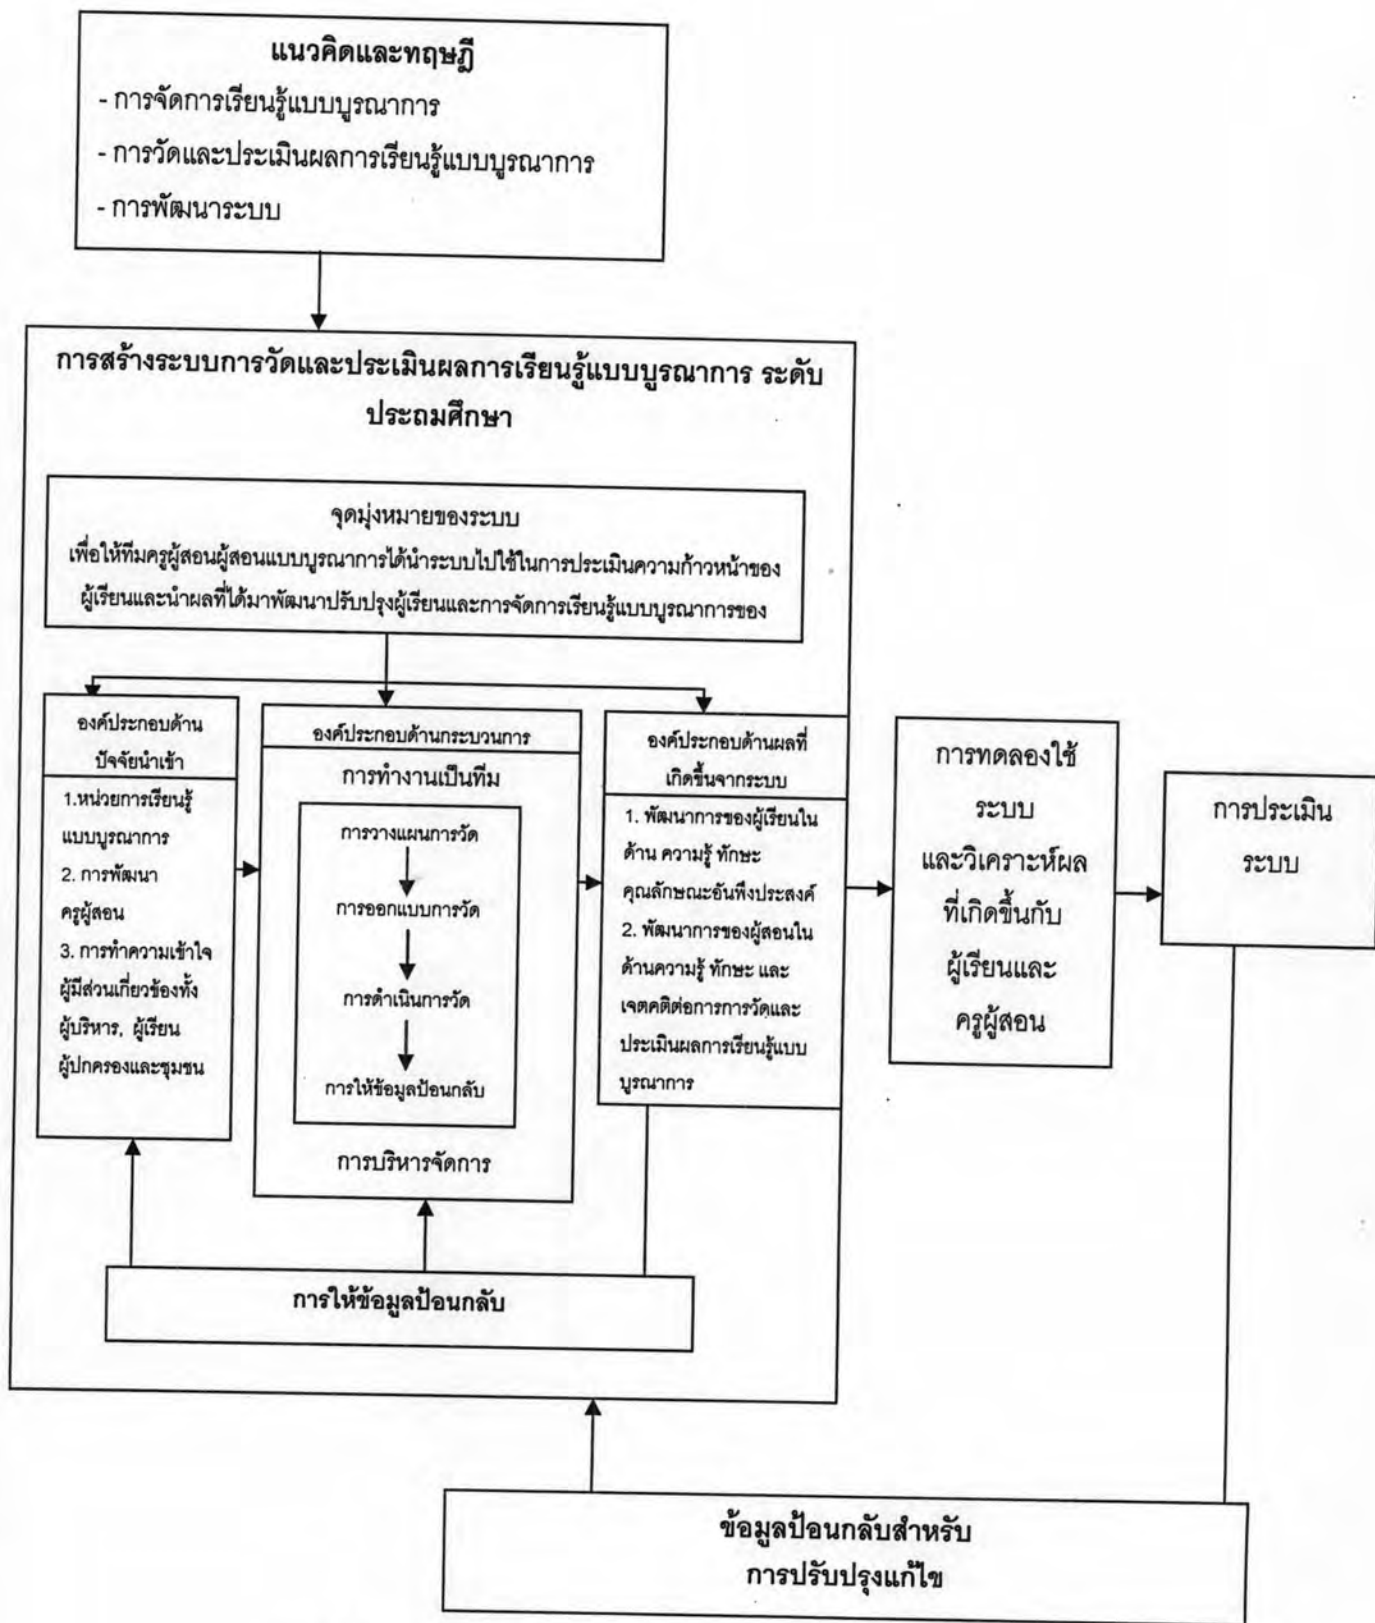 แนวคิดและทฤษฎี
- การจัดการเรียนรู้แบบบูรณาการ
- การวัดและประเมินผลการเรียนรู้แบบบูรณาการ
- การพัฒนาระบบ
การสร้างระบบการวัดและประเมินผลการเรียนรู้แบบบูรณาการ ระดับ
ประถมศึกษา
จุดมุ่งหมายของระบบ
เพื่อให้ทีมครูผู้สอนผู้สอนแบบบูรณาการได้นำระบบไปใช้ในการประเมินความก้าวหน้าของ
ผู้เรียนและนำผลที่ได้มาพัฒนาปรับปรุงผู้เรียนและการจัดการเรียนรู้แบบบูรณาการของ
องค์ประกอบด้าน
ปัจจัยนำเข้า
1.หน่วยการเรียนรู้
แบบบูรณาการ
2. การพัฒนา
ครูผู้สอน
3. การทำความเข้าใจ
ผู้มีส่วนเกี่ยวข้องทั้ง
ผู้บริหาร, ผู้เรียน
ผู้ปกครองและชุมชน
องค์ประกอบด้านกระบวนการ
การทำงานเป็นทีม
การวางแผนการวัด
การออกแบบการวัด
การดำเนินการวัด
การให้ข้อมูลป้อนกลับ
การบริหารจัดการ
องค์ประกอบด้านผลที่
เกิดขึ้นจากระบบ
1. พัฒนาการของผู้เรียนใน
ด้าน ความรู้ ทักษะ
คุณลักษณะอันพึงประสงค์
2. พัฒนาการของผู้สอนใน
ด้านความรู้ ทักษะ และ
เจตคติต่อการการวัดและ
ประเมินผลการเรียนรู้แบบ
บูรณาการ
การทดลองใช้
ระบบ
และวิเคราะห์ผล
ที่เกิดขึ้นกับ
ผู้เรียนและ
ครูผู้สอน
การประเมิน
ระบบ
การให้ข้อมูลป้อนกลับ
ข้อมูลป้อนกลับสำหรับ
การปรับปรุงแก้ไข